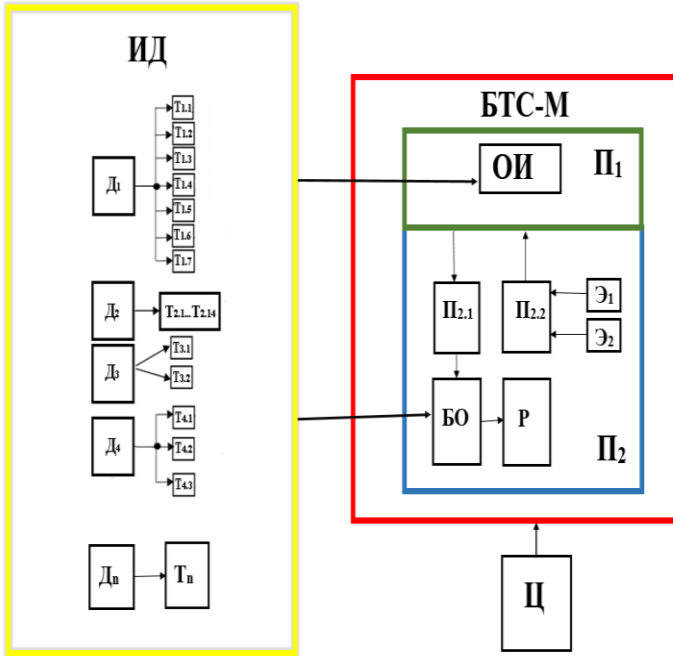 ИД
Д1
Т1.1
Т1.2
Т1.3
Т1.4
Т1.5
Т1.6
Т1.7
Д2
Т2.1...Т2.14
Д3
Т3.1
Т3.2
Д4
Т4.1
Т4.2
Т4.3
Дn
Тn
БТС-М
ОИ
П1
П2.1
П2.2
Э1
Э2
БО
Р
П2
Ц